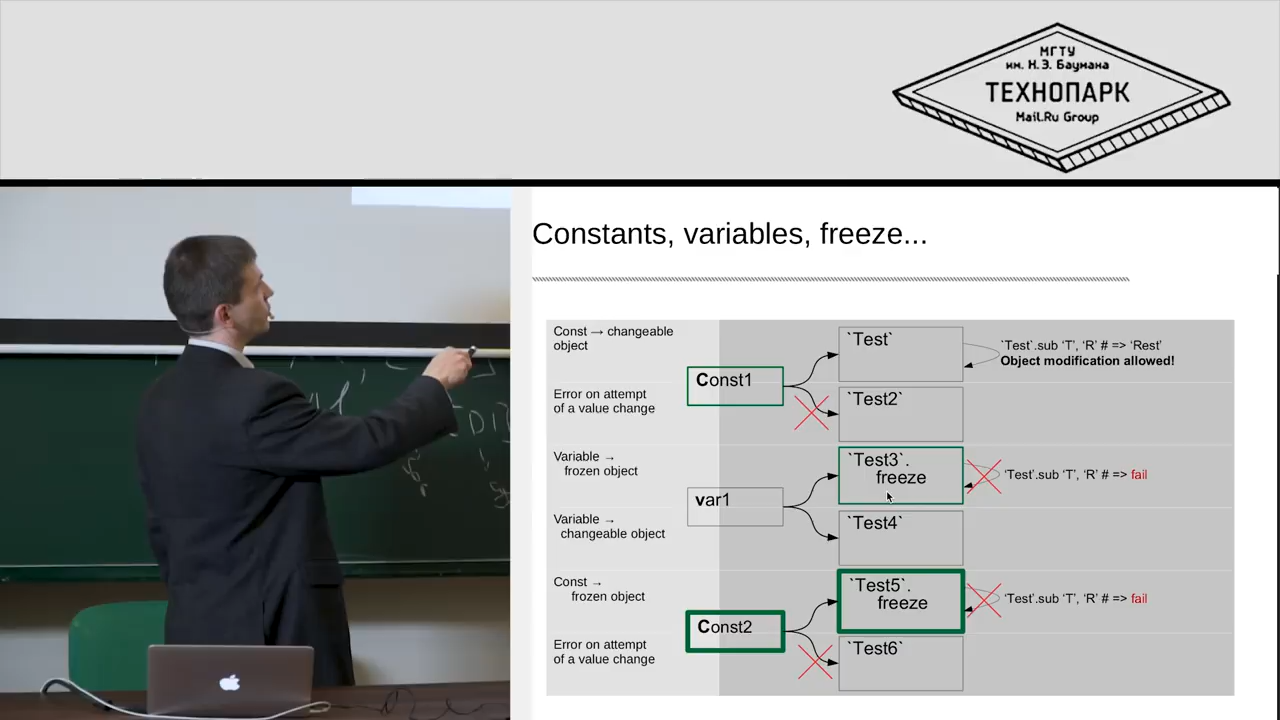 МГТУ
им. Н.Э. Баумана
ТЕХНОПАРК
Mail.Ru Group
Constants, variables, freeze...
Const → changeable
object
Const1
`Test`
`Test`.sub ‘T’, ‘R’ # => ‘Rest’
Object modification allowed!
Error on attempt
of a value change
`Test2`
Variable →
frozen object
var1
`Test3`.
freeze
‘Test’.sub ‘T’, ‘R’ # => fail
Variable →
changeable object
`Test4`
Const →
frozen object
Const2
`Test5`.
freeze
‘Test’.sub ‘T’, ‘R’ # => fail
Error on attempt
of a value change
`Test6`